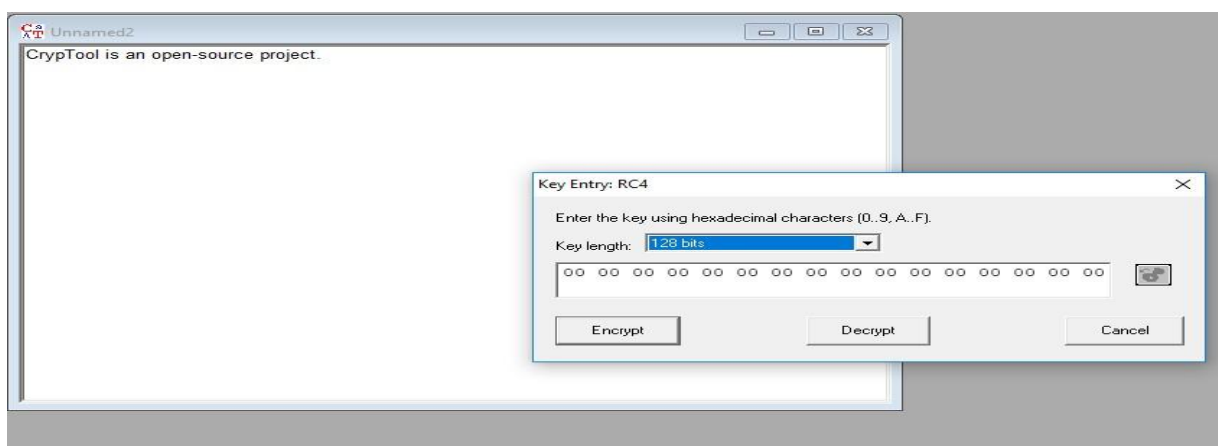 Unnamed2
CrypTool is an open-source project.
Key Entry: RC4
Enter the key using hexadecimal characters (0..9, A..F).
Key length: 128 bits
00 00 00 00 00 00 00 00 00 00 00 00 00 00 00 00
Encrypt Decrypt Cancel